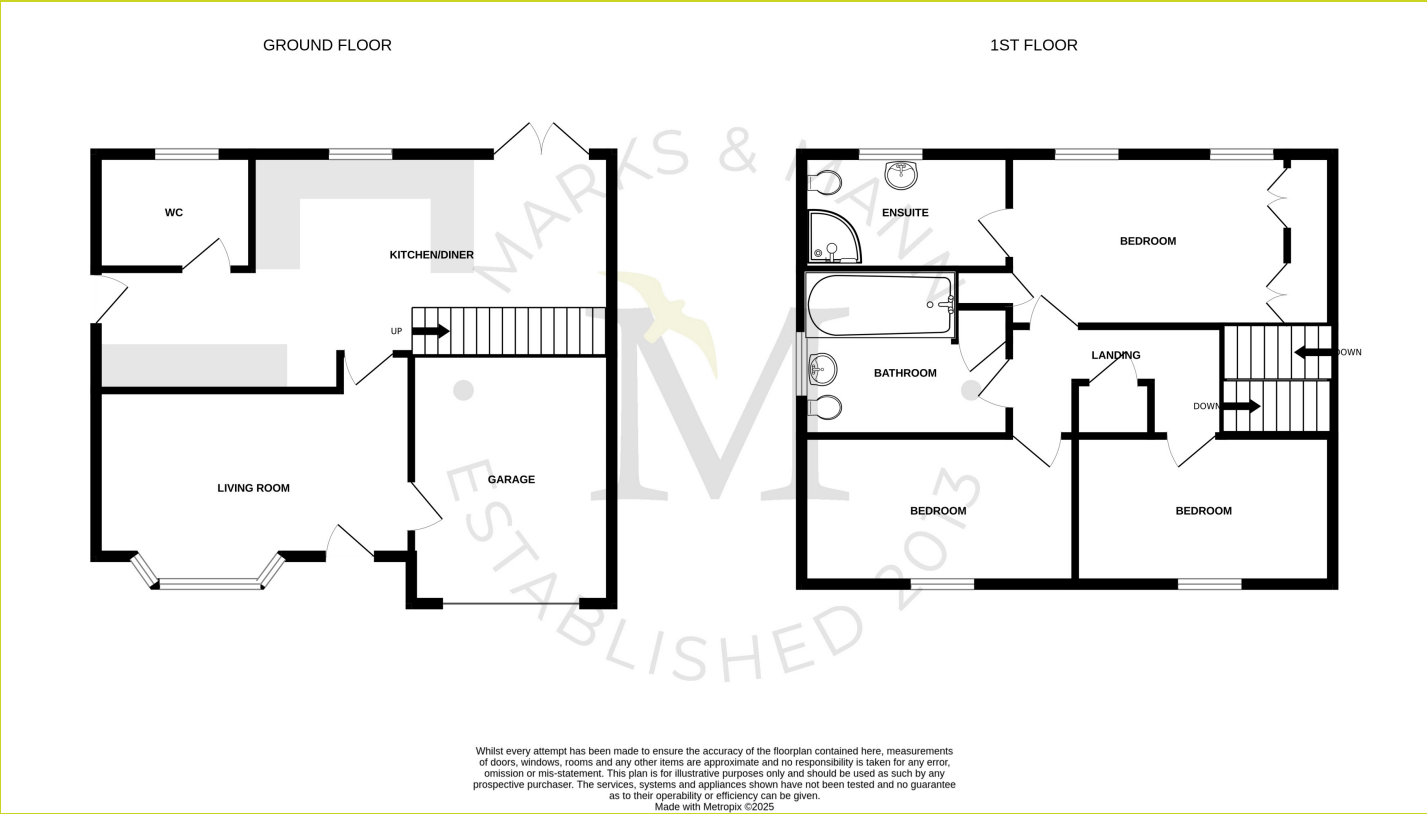 GROUND FLOOR
1ST FLOOR
MARKS & MANN
WC
KITCHEN/DINER
UP
LIVING ROOM
GARAGE
ENSUITE
BEDROOM
BATHROOM
LANDING
DOWN
DOWN
BEDROOM
BEDROOM
M
ESTABLISHED 2013
Whilst every attempt has been made to ensure the accuracy of the floorplan contained here, measurements
of doors, windows, rooms and any other items are approximate and no responsibility is taken for any error,
omission or mis-statement. This plan is for illustrative purposes only and should be used as such by any
prospective purchaser. The services, systems and appliances shown have not been tested and no guarantee
as to their operability or efficiency can be given.
Made with Metropix ©2025